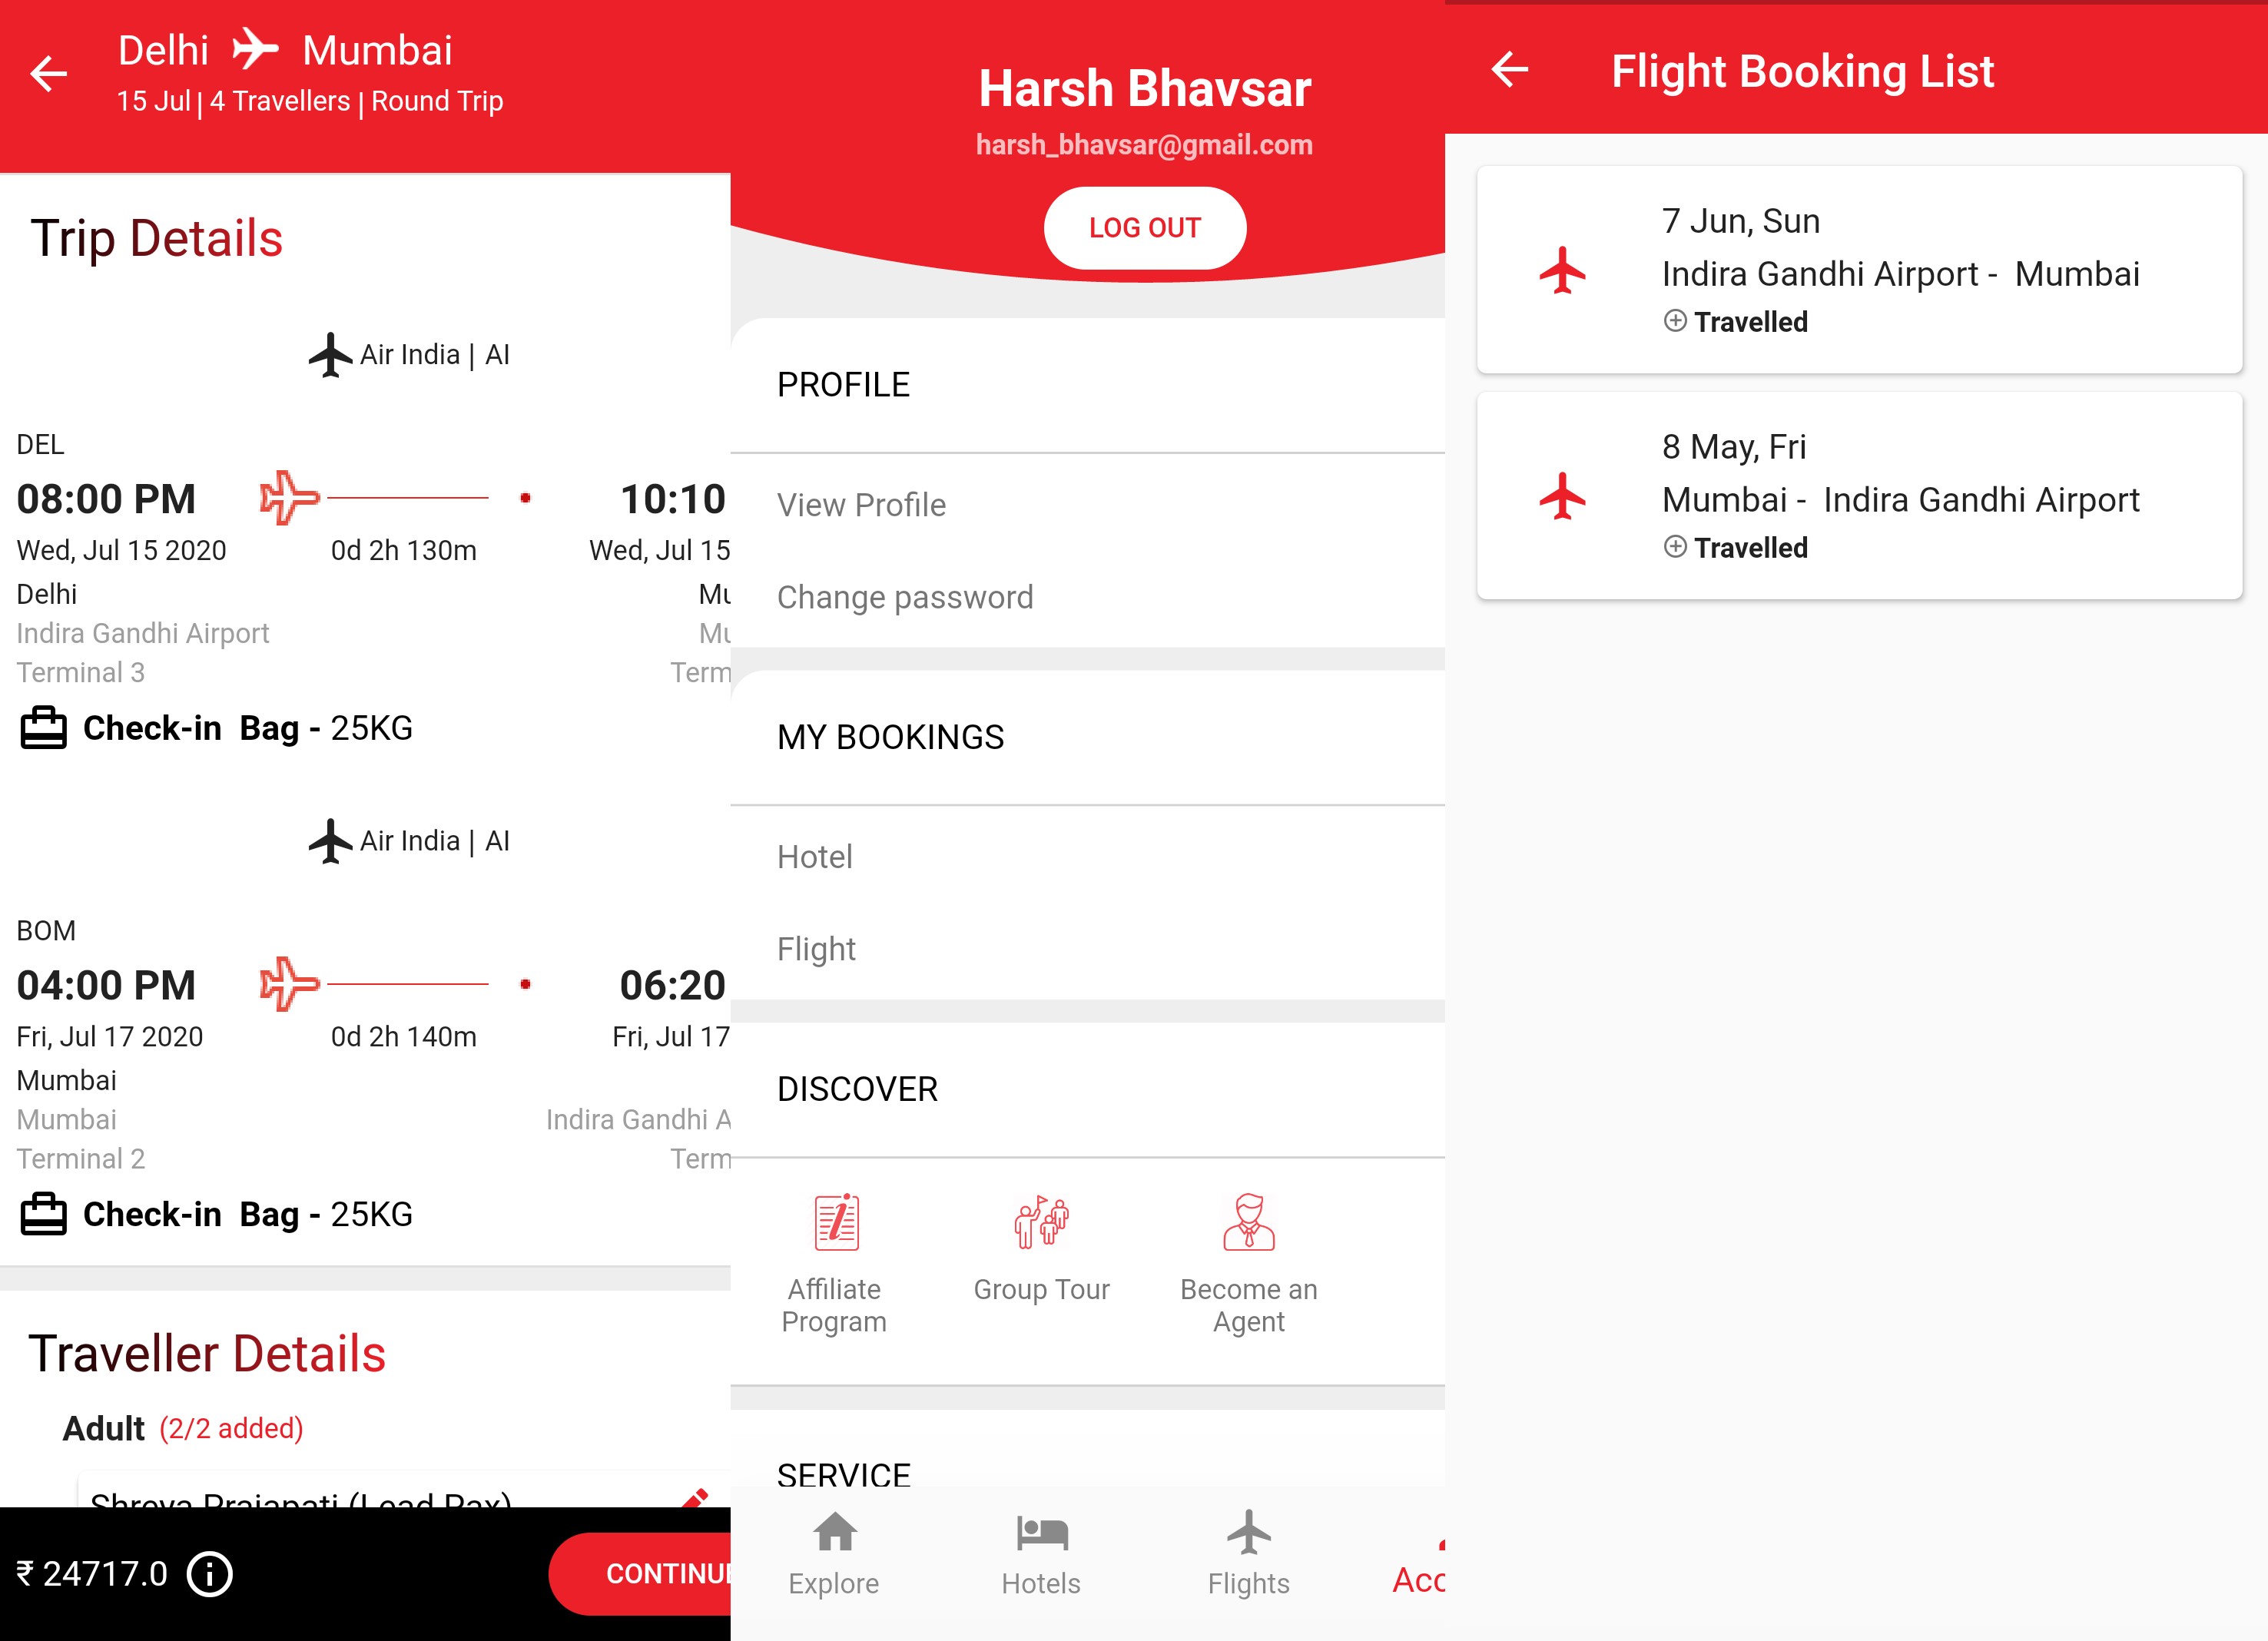 Delhi Mumbai
15 Jul | 4 Travellers | Round Trip
Trip Details
Air India | AI
DEL
08:00 PM 10:10
Wed, Jul 15 2020 0d 2h 130m Wed, Jul 15
Delhi Mu
Indira Gandhi Airport Mu
Terminal 3 Term
Check-in Bag - 25KG
Air India | AI
BOM
04:00 PM 06:20
Fri, Jul 17 2020 0d 2h 140m Fri, Jul 17
Mumbai
Mumbai Indira Gandhi A
Terminal 2 Term
Check-in Bag - 25KG
Traveller Details
Adult (2/2 added)
Shreya Prajapati (Lead Pax)
₹ 24717.0 CONTINUE
Harsh Bhavsar
harsh_bhavsar@gmail.com
LOG OUT
PROFILE
View Profile
Change password
MY BOOKINGS
Hotel
Flight
DISCOVER
Affiliate Program
Group Tour
Become an Agent
SERVICE
Explore Hotels Flights Acc
Flight Booking List
7 Jun, Sun
Indira Gandhi Airport - Mumbai
Travelled
8 May, Fri
Mumbai - Indira Gandhi Airport
Travelled